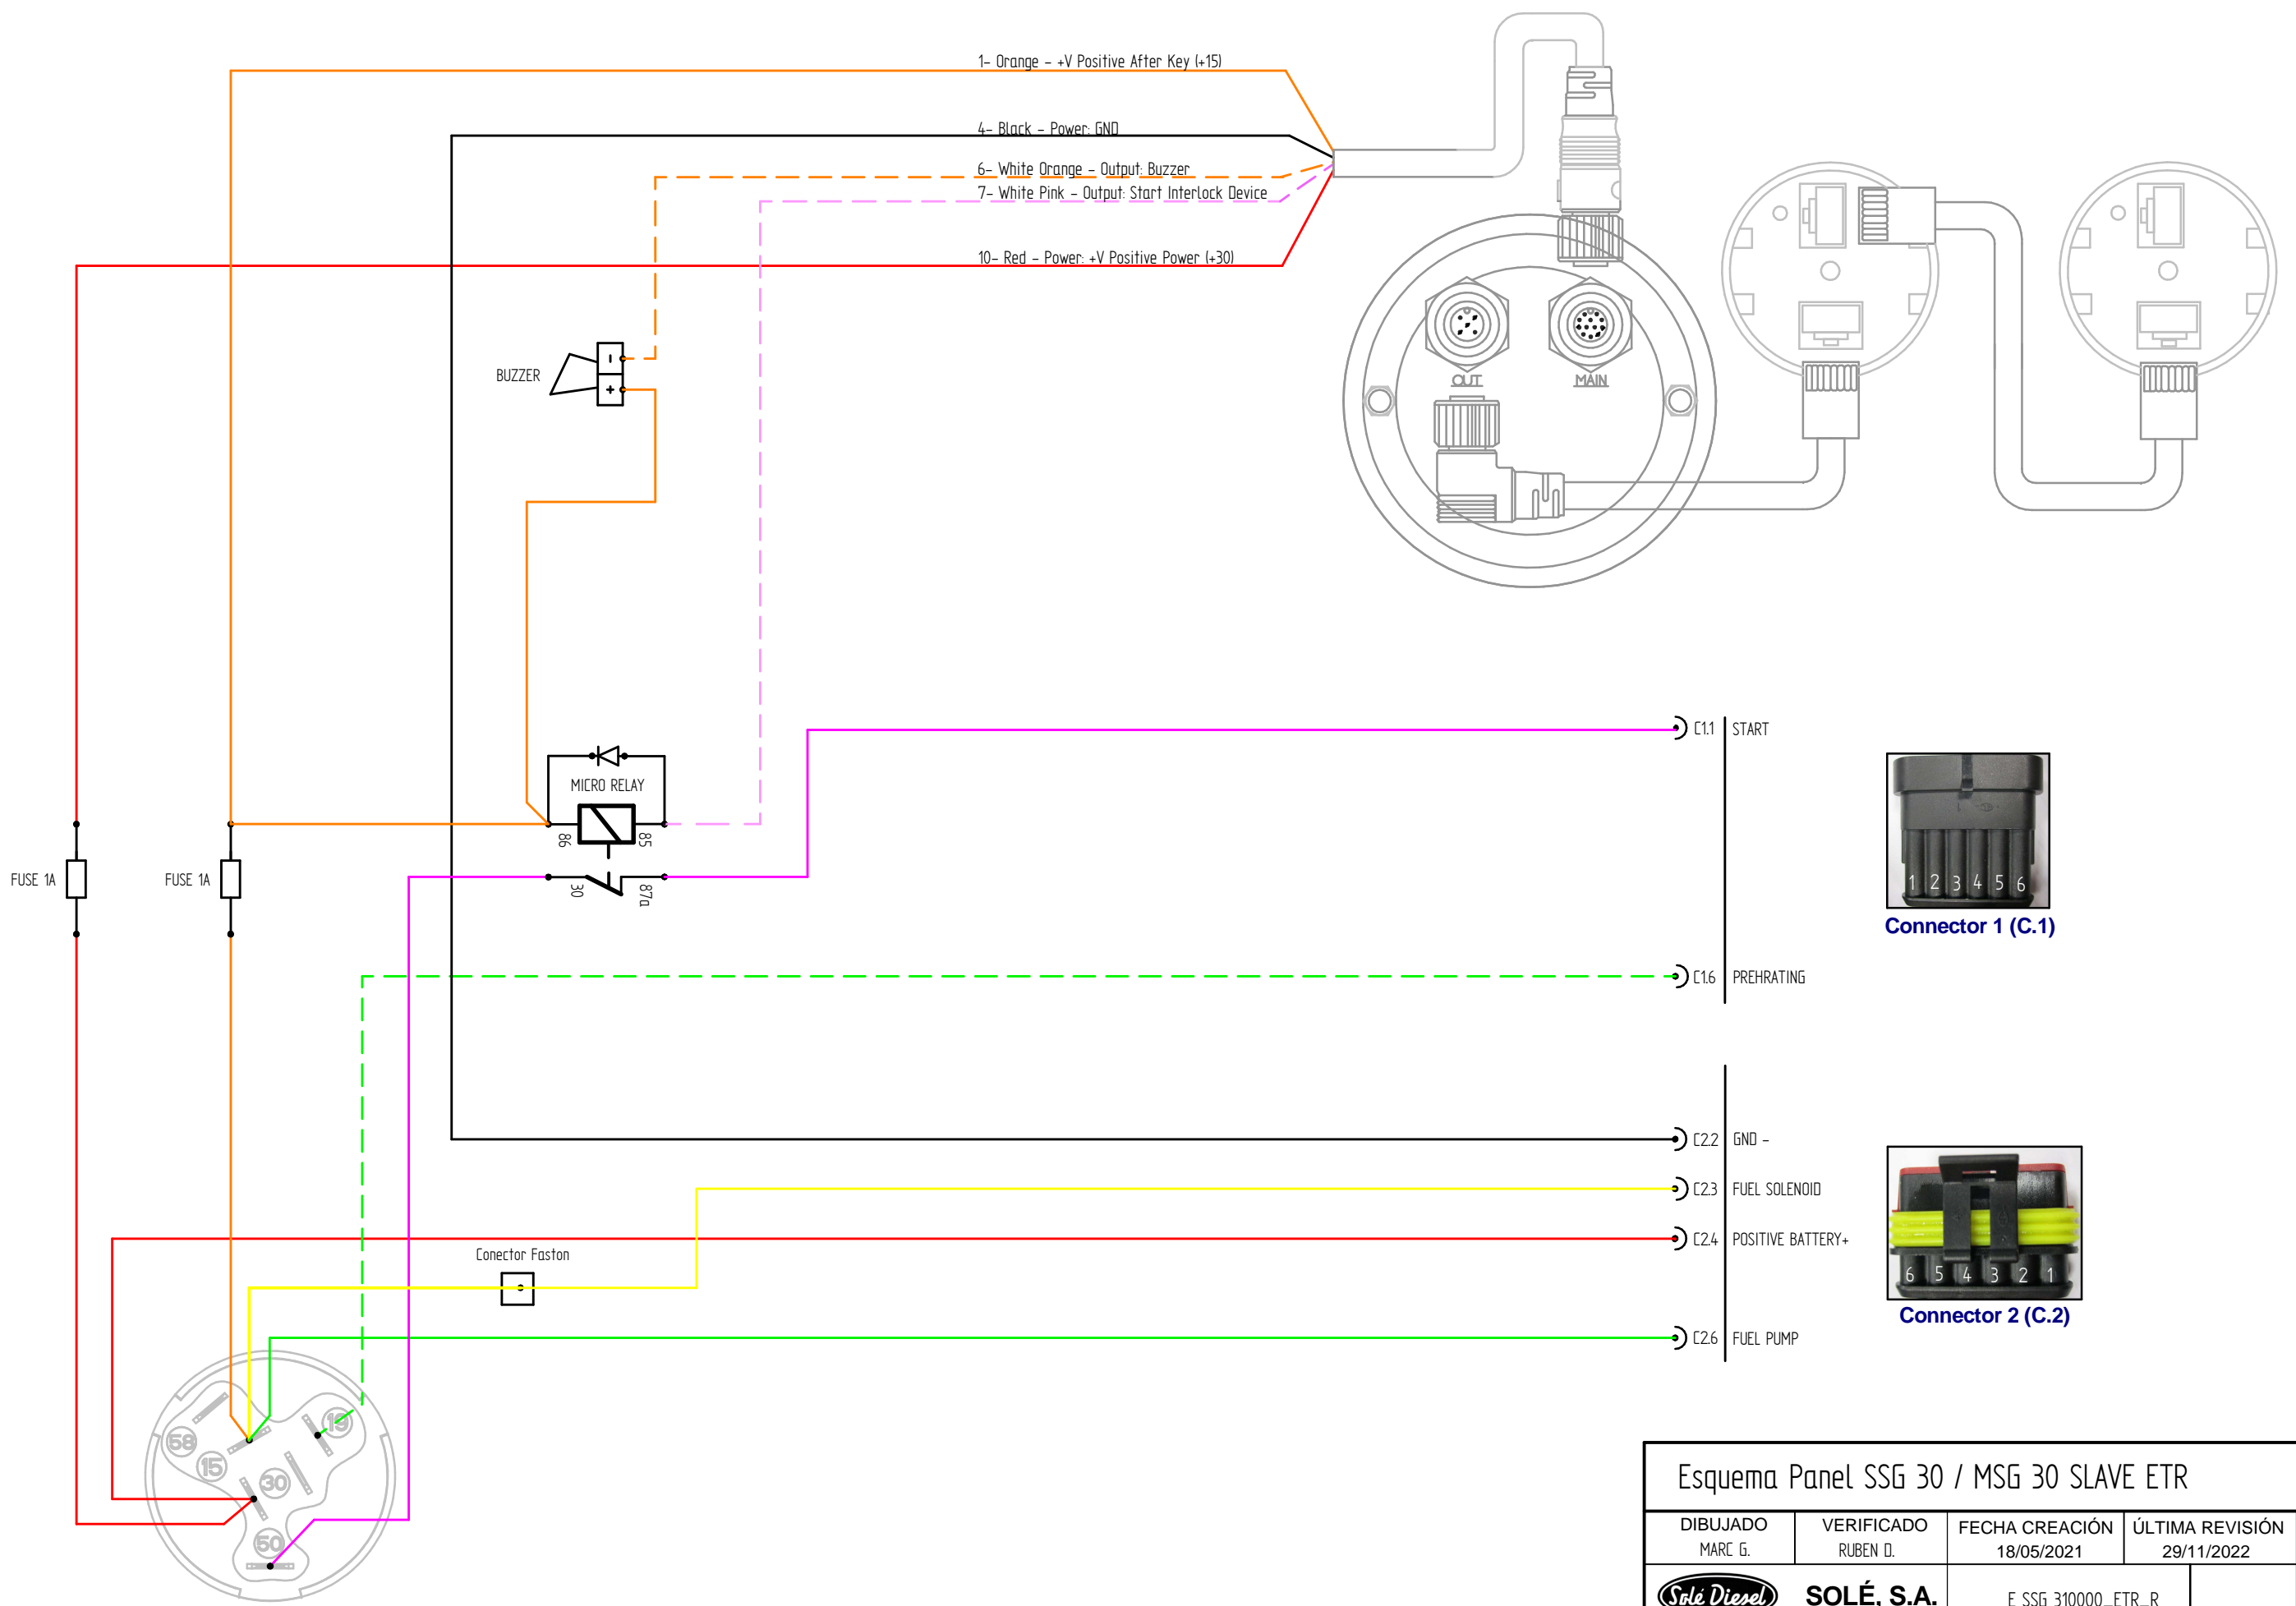 1- Orange - +V Positive After Key (+15)
4- Black - Power: GND
6- White Orange - Output: Buzzer
7- White Pink - Output: Start Interlock Device
10- Red - Power: +V Positive Power (+30)
OUT
MAIN
BUZZER
-
+
MICRO RELAY
86
85
30
87a
FUSE 1A
FUSE 1A
C1.1 START
C1.6 PREHRATING
1 2 3 4 5 6
Connector 1 (C.1)
C2.2 GND -
C2.3 FUEL SOLENOID
C2.4 POSITIVE BATTERY+
C2.6 FUEL PUMP
6 5 4 3 2 1
Connector 2 (C.2)
Conector Faston
58
15
19
30
50
Esquema Panel SSG 30 / MSG 30 SLAVE ETR
DIBUJADO
MARC G.
VERIFICADO
RUBEN D.
FECHA CREACIÓN
18/05/2021
ÚLTIMA REVISIÓN
29/11/2022
Solé Diesel
SOLÉ, S.A.
E_SSG_310000_ETR_R